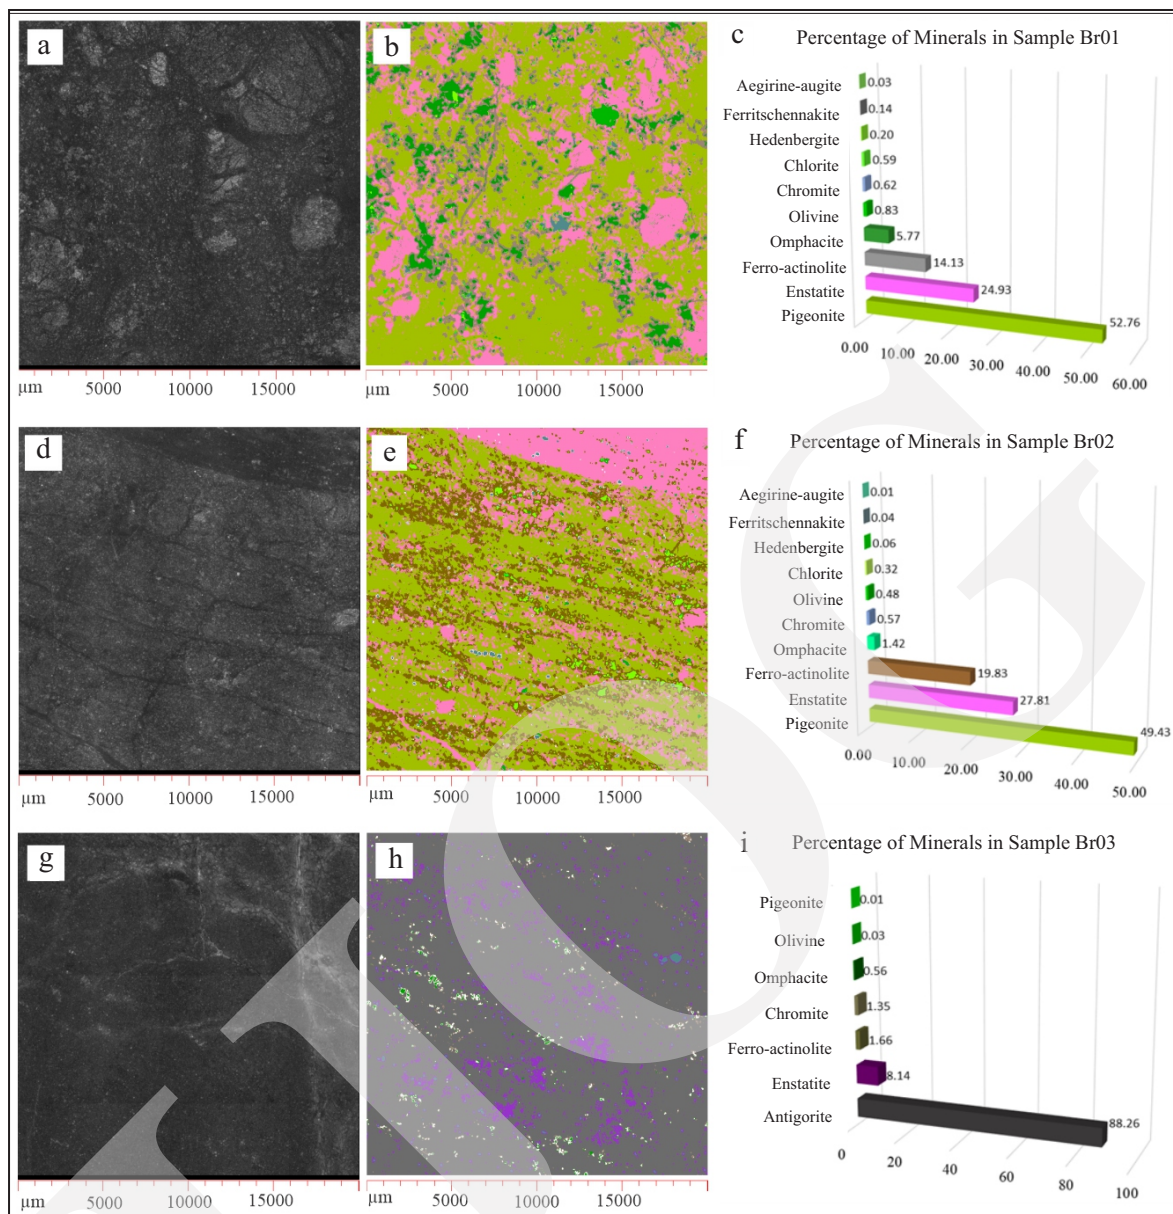 a
b
c
Percentage of Minerals in Sample Br01
Aegirine-augite 0.03
Ferritschennakite 0.14
Hedenbergite 0.20
Chlorite 0.59
Chromite 0.62
Olivine 0.83
Omphacite 5.77
Ferro-actinolite 14.13
Enstatite 24.93
Pigeonite 52.76
0.00 10.00 20.00 30.00 40.00 50.00 60.00
µm 5000 10000 15000
µm 5000 10000 15000
d
e
f
Percentage of Minerals in Sample Br02
Aegirine-augite 0.01
Ferritschennakite 0.04
Hedenbergite 0.06
Chlorite 0.32
Olivine 0.48
Chromite 0.57
Omphacite 1.42
Ferro-actinolite 19.83
Enstatite 27.81
Pigeonite 49.43
0.00 10.00 20.00 30.00 40.00 50.00
µm 5000 10000 15000
µm 5000 10000 15000
g
h
i
Percentage of Minerals in Sample Br03
Pigeonite 0.01
Olivine 0.03
Omphacite 0.56
Chromite 1.35
Ferro-actinolite 1.66
Enstatite 8.14
Antigorite 88.26
0 20 40 60 80 100
µm 5000 10000 15000
µm 5000 10000 15000